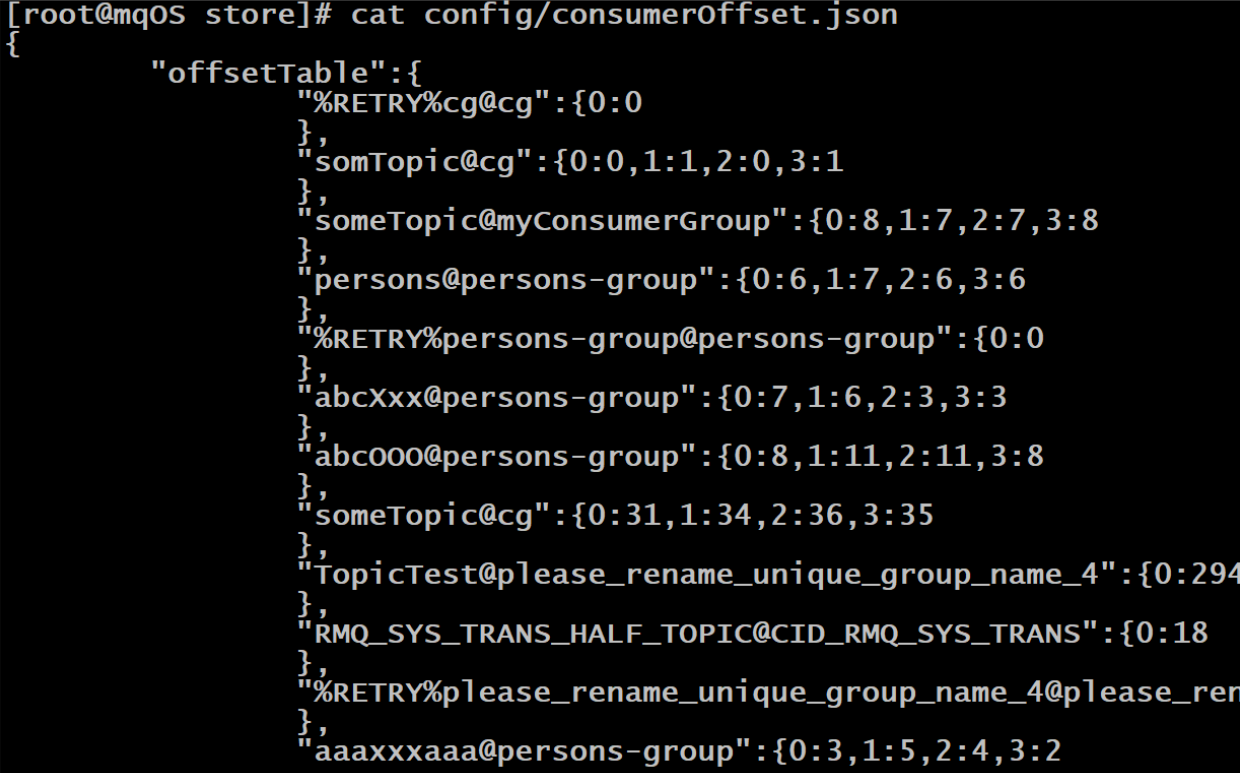 [root@mqOS store]# cat config/consumerOffset.json
{
"offsetTable":{
"%RETRY%cg@cg":{0:0
},
"somTopic@cg":{0:0,1:1,2:0,3:1
},
"someTopic@myConsumerGroup":{0:8,1:7,2:7,3:8
},
"persons@persons-group":{0:6,1:7,2:6,3:6
},
"%RETRY%persons-group@persons-group":{0:0
},
"abcXxx@persons-group":{0:7,1:6,2:3,3:3
},
"abcOOO@persons-group":{0:8,1:11,2:11,3:8
},
"someTopic@cg":{0:31,1:34,2:36,3:35
},
"TopicTest@please_rename_unique_group_name_4":{0:294
},
"RMQ_SYS_TRANS_HALF_TOPIC@CID_RMQ_SYS_TRANS":{0:18
},
"%RETRY%please_rename_unique_group_name_4@please_ren
},
"aaaxxxaaa@persons-group":{0:3,1:5,2:4,3:2